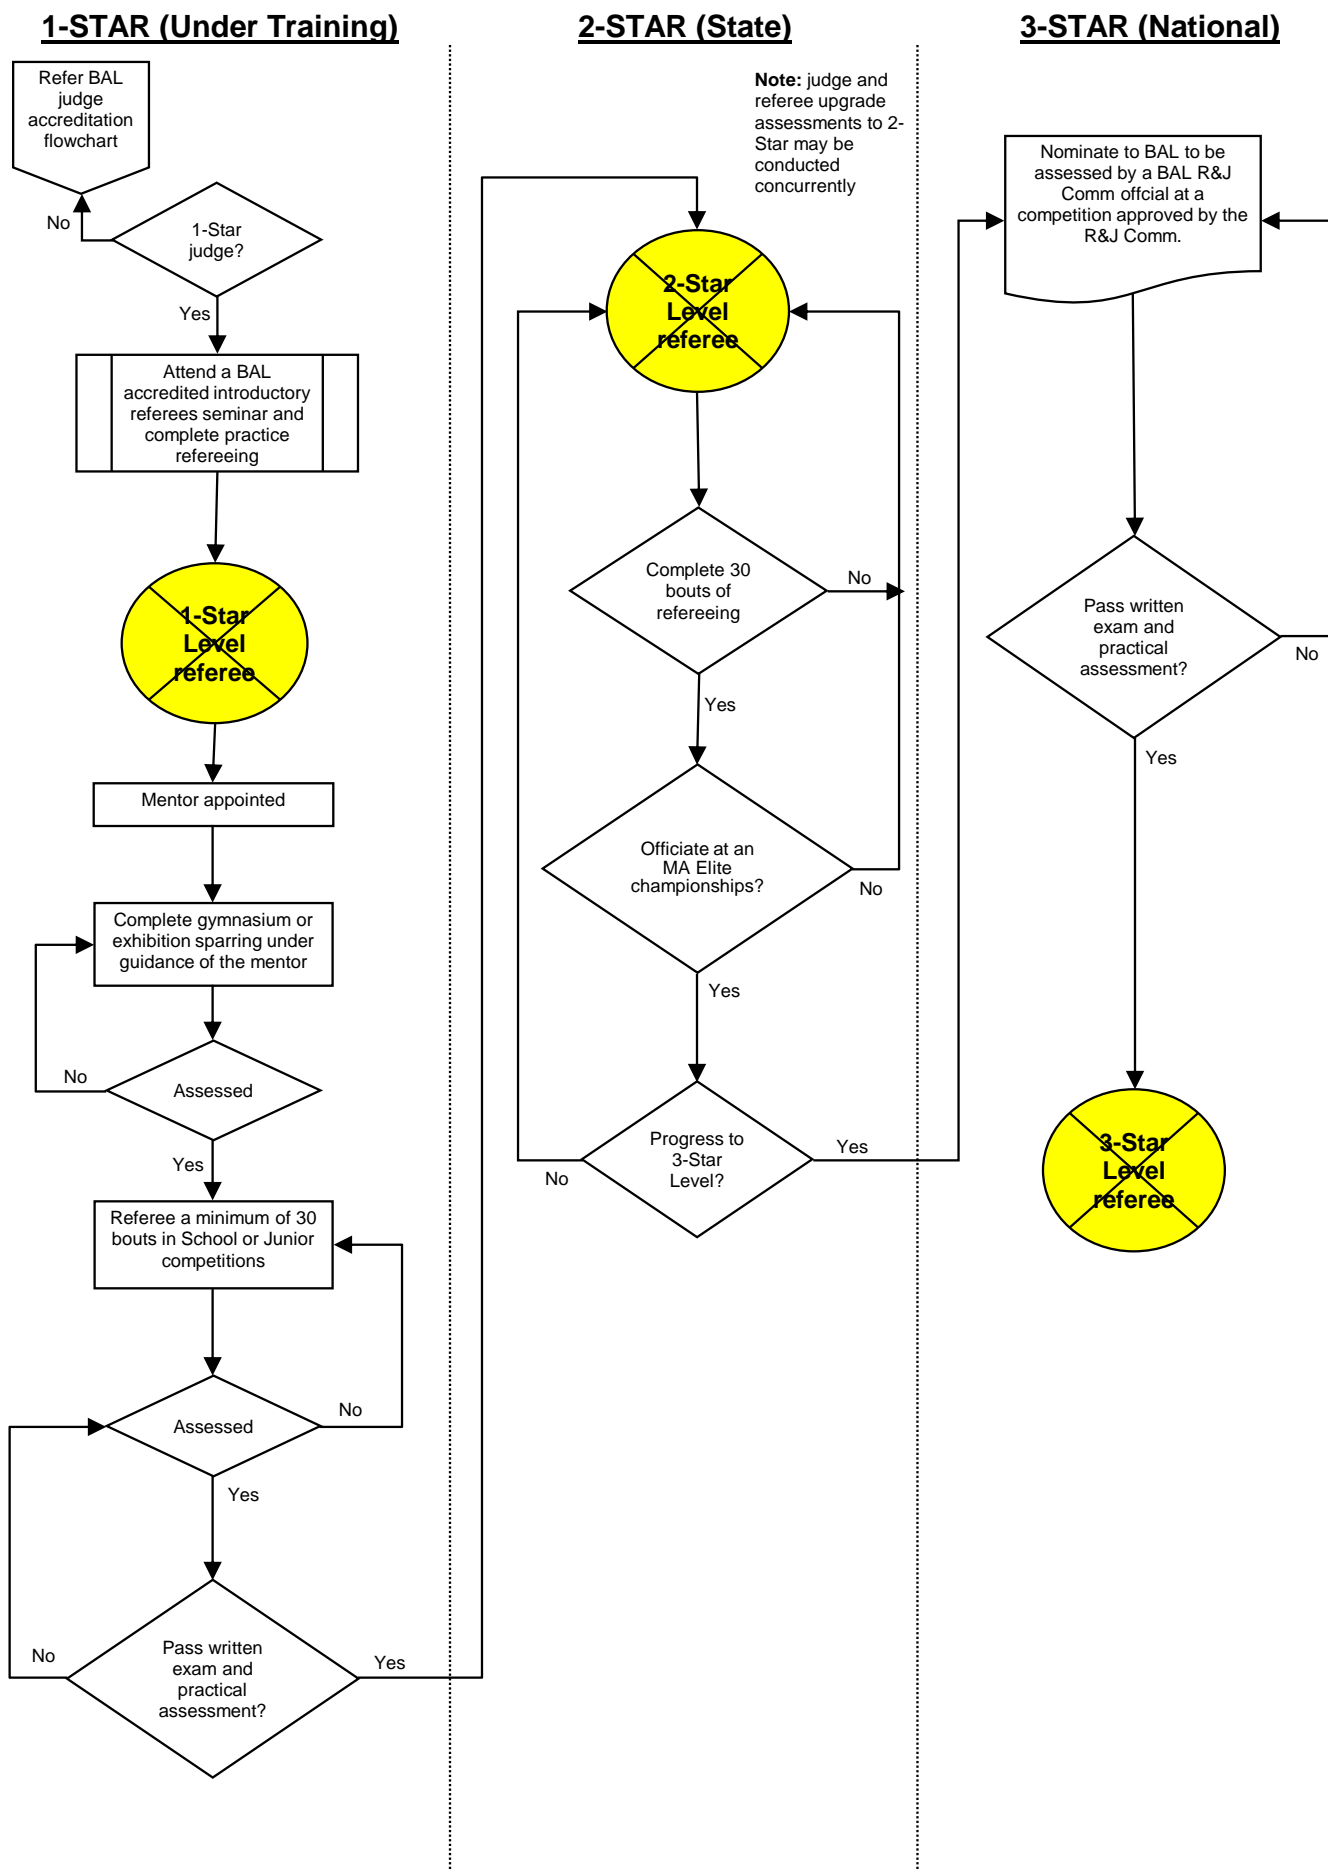 1-STAR (Under Training)
Refer BAL
judge
accreditation
flowchart
No
1-Star
judge?
Yes
Attend a BAL
accredited introductory
referees seminar and
complete practice
refereeing
1-Star
Level
referee
Mentor appointed
Complete gymnasium or
exhibition sparring under
guidance of the mentor
No
Assessed
Yes
Referee a minimum of 30
bouts in School or Junior
competitions
Assessed
No
Yes
No
Pass written
exam and
practical
assessment?
Yes
2-STAR (State)
Note: judge and
referee upgrade
assessments to 2-
Star may be
conducted
concurrently
2-Star
Level
referee
Complete 30
bouts of
refereeing
No
Yes
Officiate at an
MA Elite
championships?
No
Yes
Progress to
3-Star
Level?
No
Yes
3-STAR (National)
Nominate to BAL to be
assessed by a BAL R&J
Comm offcial at a
competition approved by the
R&J Comm.
Pass written
exam and
practical
assessment?
No
Yes
3-Star
Level
referee